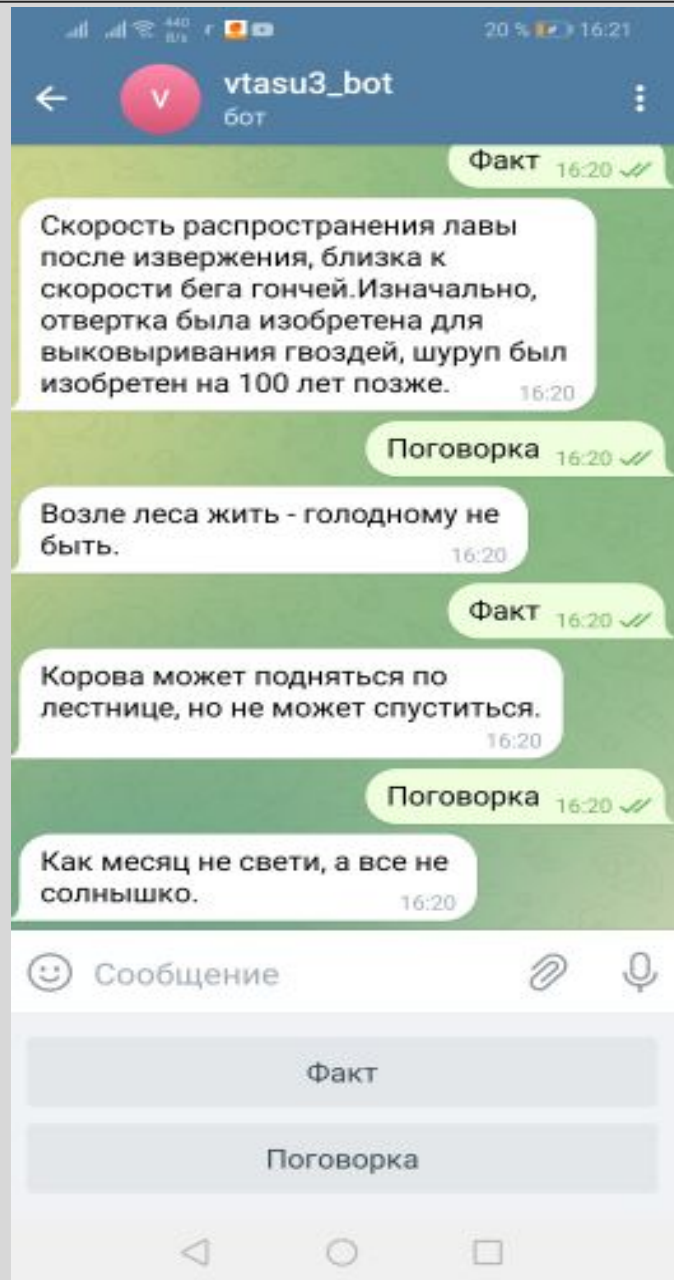 440 B/s 20 % 16:21
V vtasu3_bot
бот
Факт 16:20
Скорость распространения лавы
после извержения, близка к
скорости бега гончей.Изначально,
отвертка была изобретена для
выковыривания гвоздей, шуруп был
изобретен на 100 лет позже. 16:20
Поговорка 16:20
Возле леса жить - голодному не
быть. 16:20
Факт 16:20
Корова может подняться по
лестнице, но не может спуститься.
16:20
Поговорка 16:20
Как месяц не свети, а все не
солнышко. 16:20
Сообщение
Факт
Поговорка